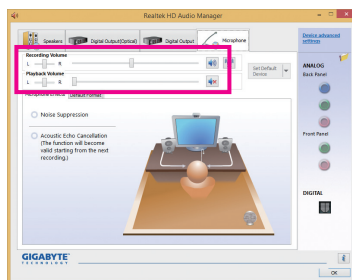 Realtek HD Audio Manager
Speakers
Digital Output(Optical)
Digital Output
Microphone
Device advanced
settings
Recording Volume
L R
Set Default
Device
Playback Volume
L R
Microphone Effects Default Format
Noise Suppression
Acoustic Echo Cancellation
(The function will become
valid starting from the next
recording.)
ANALOG
Back Panel
Front Panel
DIGITAL
GIGABYTE
TECHNOLOGY
OK